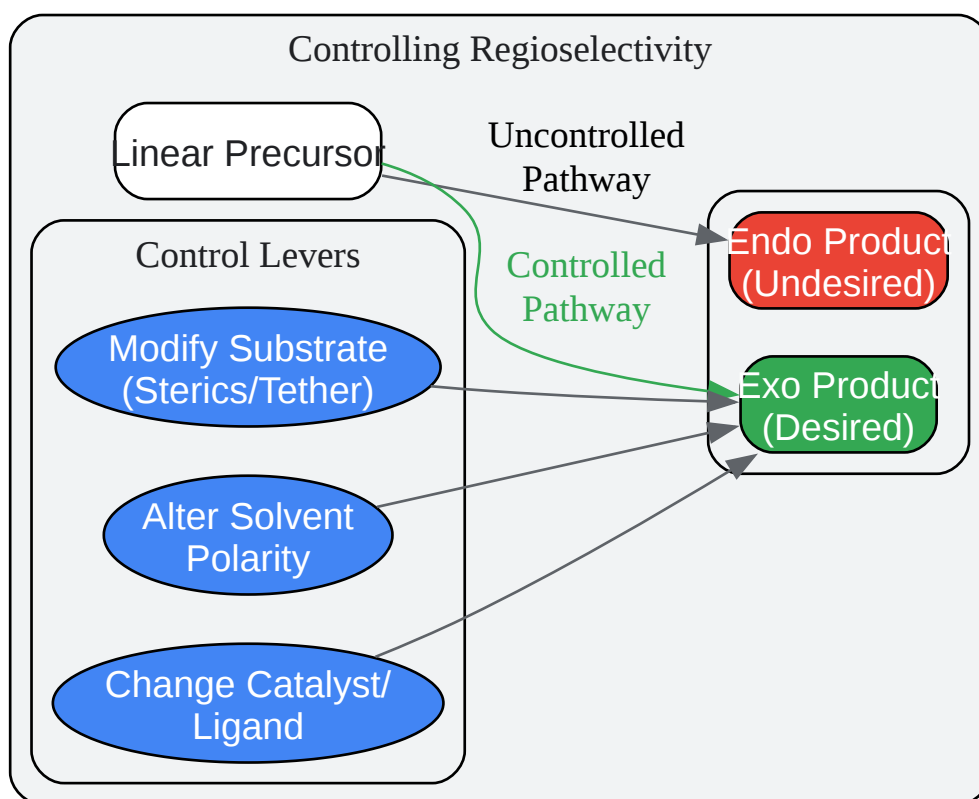 Controlling Regioselectivity
Linear Precursor
Uncontrolled
Pathway
Control Levers
Controlled
Pathway
Endo Product
(Undesired)
Modify Substrate
(Sterics/Tether)
Exo Product
(Desired)
Alter Solvent
Polarity
Change Catalyst/
Ligand